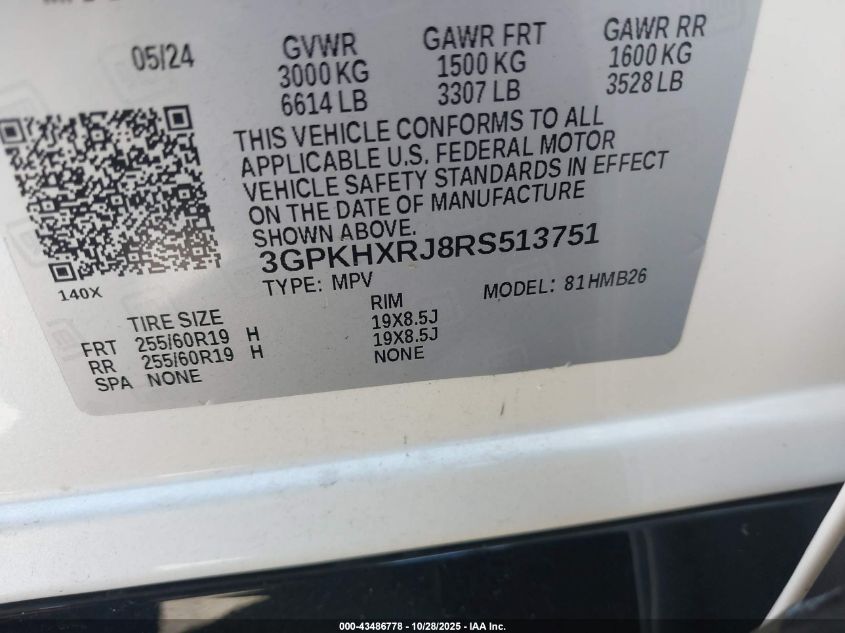 05/24 GVWR GAWR FRT GAWR RR
3000 KG 1500 KG 1600 KG
6614 LB 3307 LB 3528 LB
THIS VEHICLE CONFORMS TO ALL
APPLICABLE U.S. FEDERAL MOTOR
VEHICLE SAFETY STANDARDS IN EFFECT
ON THE DATE OF MANUFACTURE
SHOWN ABOVE.
3GPKHXRJ8RS513751
140X TYPE: MPV MODEL: 81HMB26
TIRE SIZE RIM
FRT 255/60R19 H 19X8.5J
RR 255/60R19 H 19X8.5J
SPA NONE NONE
000-43486778 | 10/28/2025 | IAA Inc.